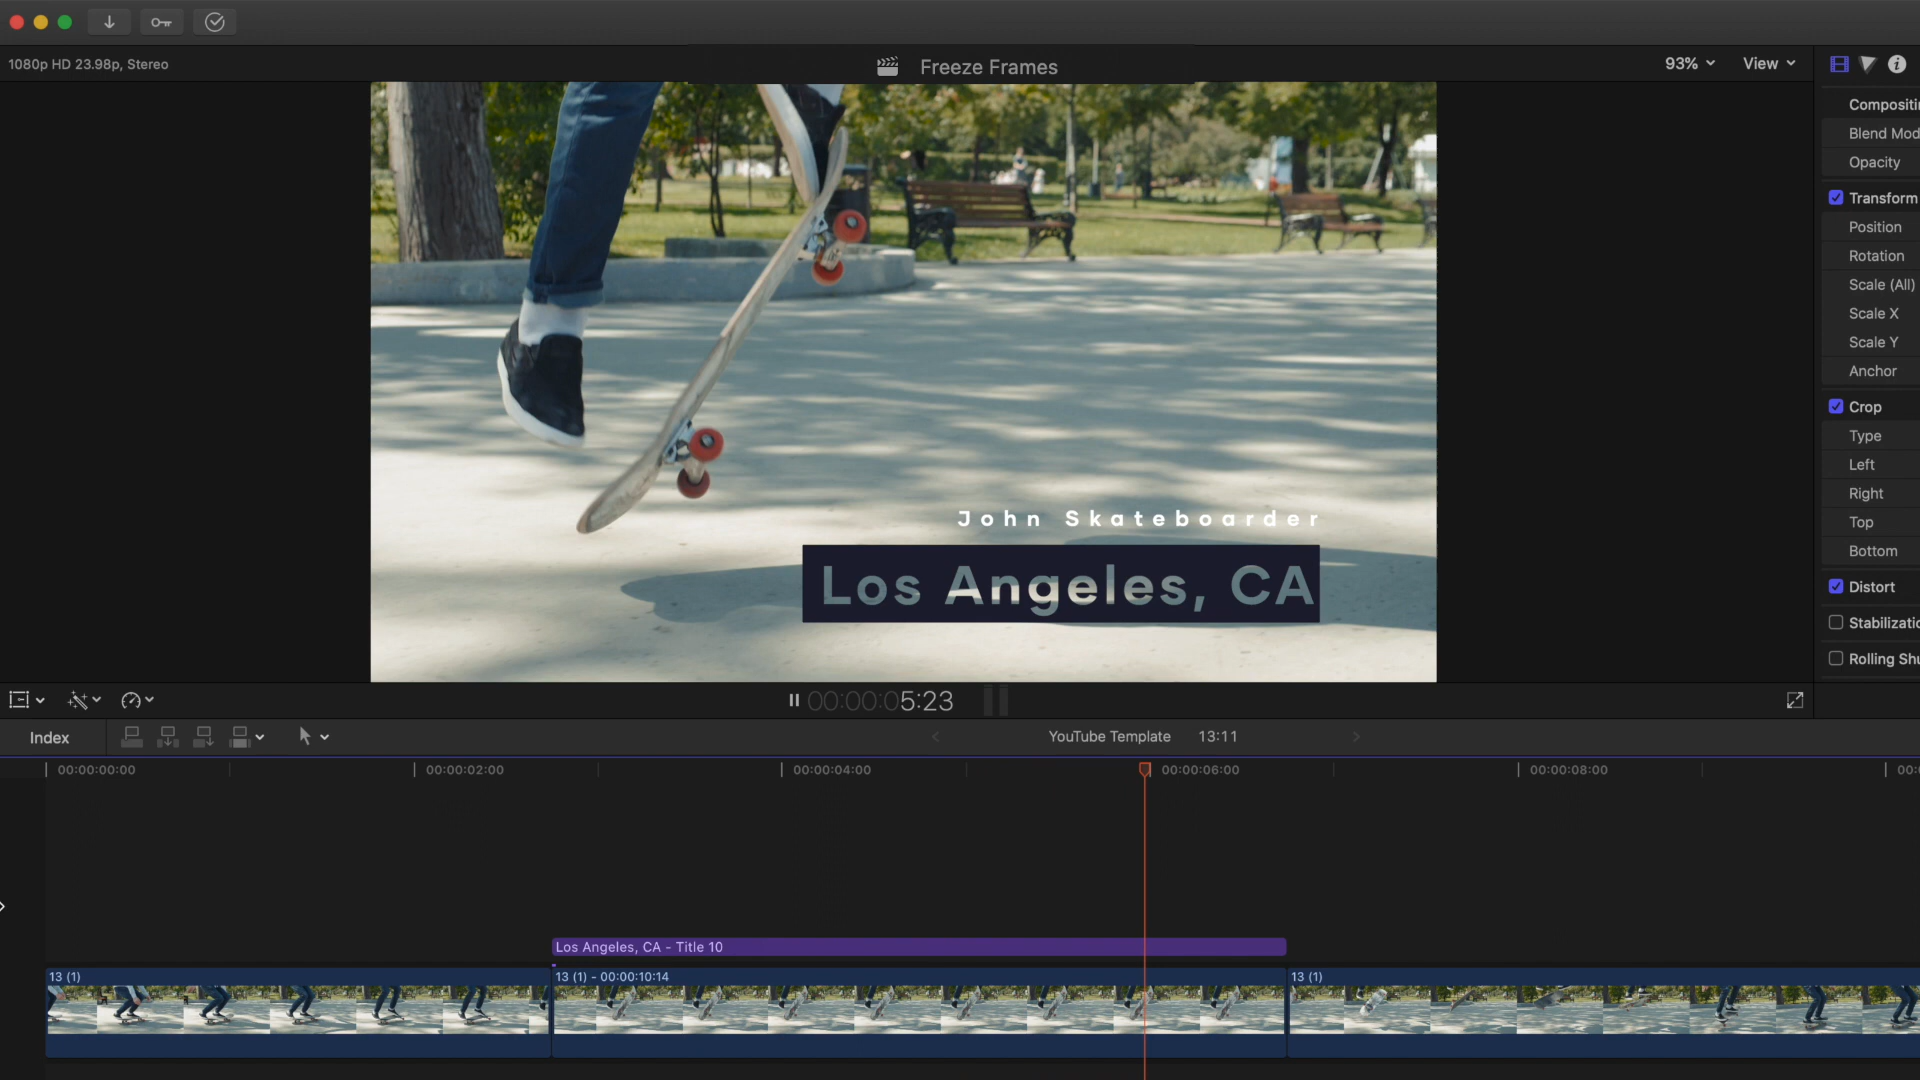 1080p HD 23.98p, Stereo
Freeze Frames
93%
View
Transform
Blend
Opacity
Position
Rotation
Scale (All)
Scale X
Scale Y
Anchor
Crop
Type
Left
Right
Top
Bottom
Distort
Rolling
John Skateboarder
Los Angeles, CA
00:00:05:23
Index
YouTube Template 13:11
00:00:00:00 00:00:02:00 00:00:04:00 00:00:06:00 00:00:08:00
Los Angeles, CA - Title 10
13 (1) 13 (1) - 00:00:10:14 13 (1)